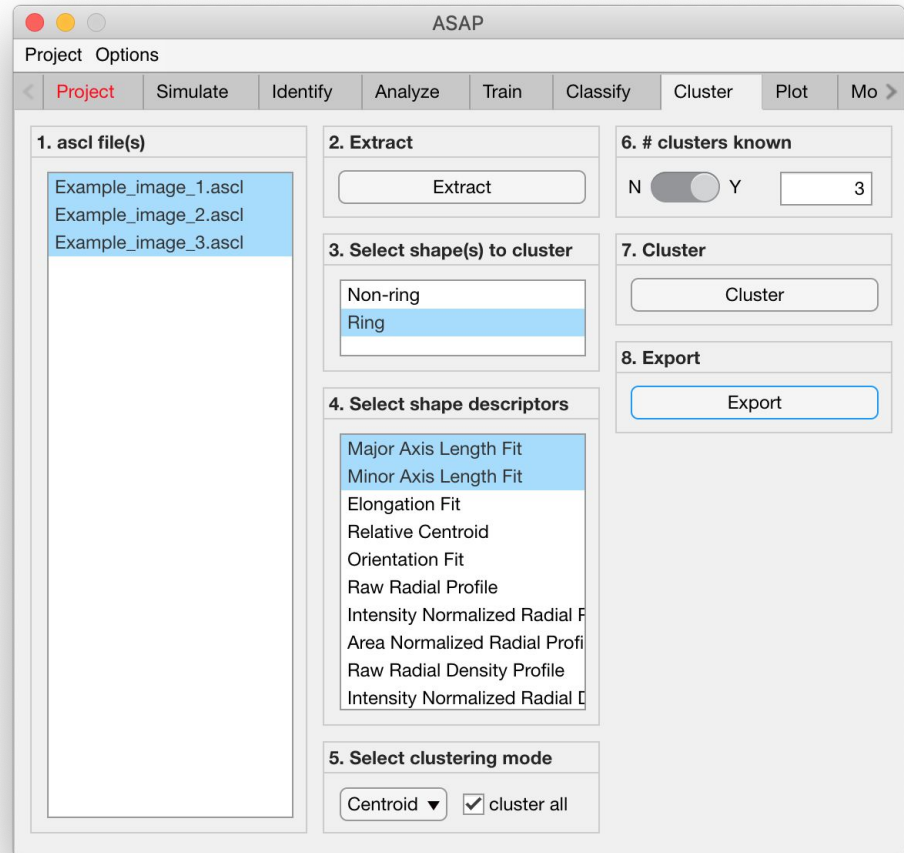 ASAP
Project Options
Project Simulate Identify Analyze Train Classify Cluster Plot Mo
1. ascl file(s)
Example_image_1.ascl
Example_image_2.ascl
Example_image_3.ascl
2. Extract
Extract
3. Select shape(s) to cluster
Non-ring
Ring
4. Select shape descriptors
Major Axis Length Fit
Minor Axis Length Fit
Elongation Fit
Relative Centroid
Orientation Fit
Raw Radial Profile
Intensity Normalized Radial
Area Normalized Radial Profi
Raw Radial Density Profile
Intensity Normalized Radial
5. Select clustering mode
Centroid ▼ cluster all
6. # clusters known
N Y 3
7. Cluster
Cluster
8. Export
Export